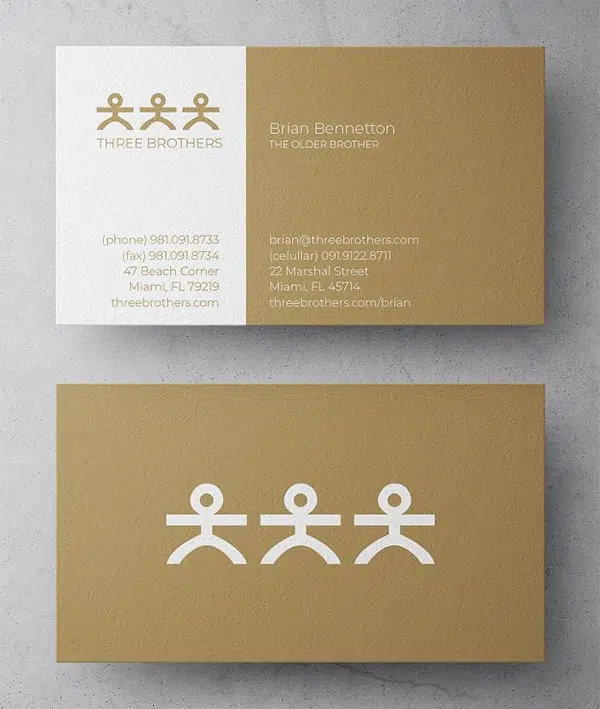 THREE BROTHERS
(phone) 981.091.8733
(fax) 981.091.8734
47 Beach Corner
Miami, FL 79219
threebrothers.com
Brian Bennetton
THE OLDER BROTHER
brian@threebrothers.com
(celullar) 091.9122.8711
22 Marshal Street
Miami, FL 45714
threebrothers.com/brian